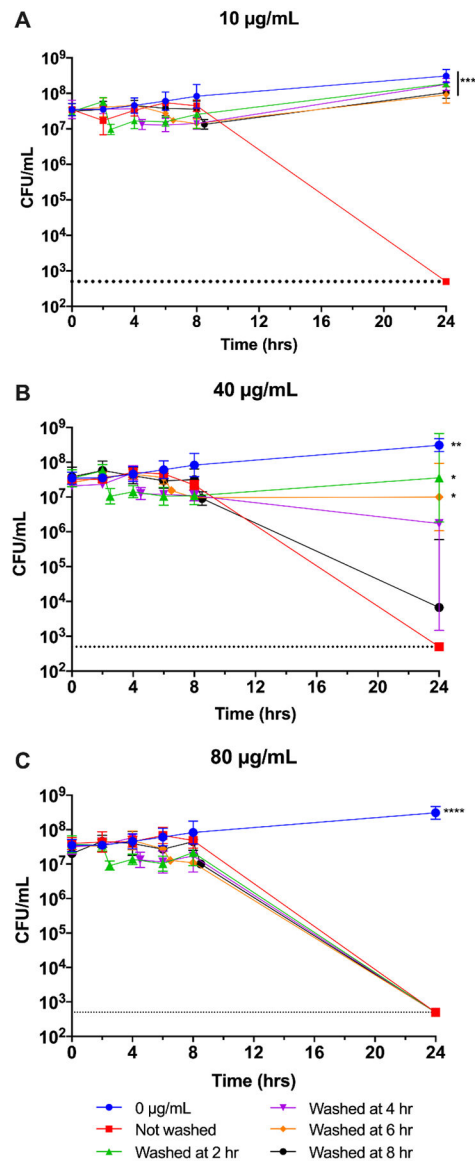 A
10 µg/mL
10⁹
10⁸
10⁷
10⁶
10⁵
10⁴
10³
10²
CFU/mL
***
0 4 8 12 16 20 24
Time (hrs)
B
40 µg/mL
10⁹
10⁸
10⁷
10⁶
10⁵
10⁴
10³
10²
CFU/mL
**
*
*
0 4 8 12 16 20 24
Time (hrs)
C
80 µg/mL
10⁹
10⁸
10⁷
10⁶
10⁵
10⁴
10³
10²
CFU/mL
****
0 4 8 12 16 20 24
Time (hrs)
0 µg/mL
Not washed
Washed at 2 hr
Washed at 4 hr
Washed at 6 hr
Washed at 8 hr